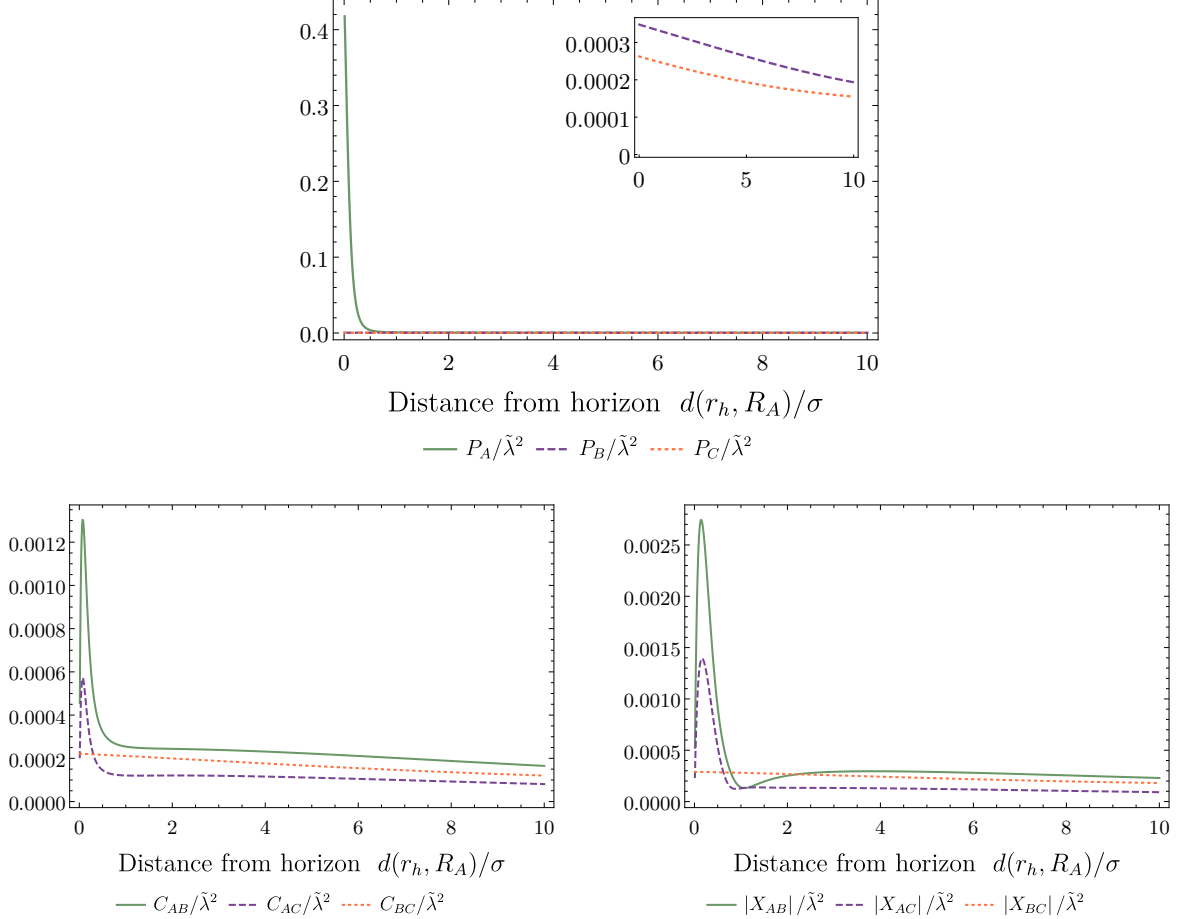 0.4
0.3
0.2
0.1
0.0
0 2 4 6 8 10
0.0003
0.0002
0.0001
0
0 5 10
Distance from horizon d(r_h, R_A)/σ
P_A/λ̃² P_B/λ̃² P_C/λ̃²
0.0012
0.0010
0.0008
0.0006
0.0004
0.0002
0.0000
0 2 4 6 8 10
Distance from horizon d(r_h, R_A)/σ
C_AB/λ̃² C_AC/λ̃² C_BC/λ̃²
0.0025
0.0020
0.0015
0.0010
0.0005
0.0000
0 2 4 6 8 10
Distance from horizon d(r_h, R_A)/σ
|X_AB|/λ̃² |X_AC|/λ̃² |X_BC|/λ̃²